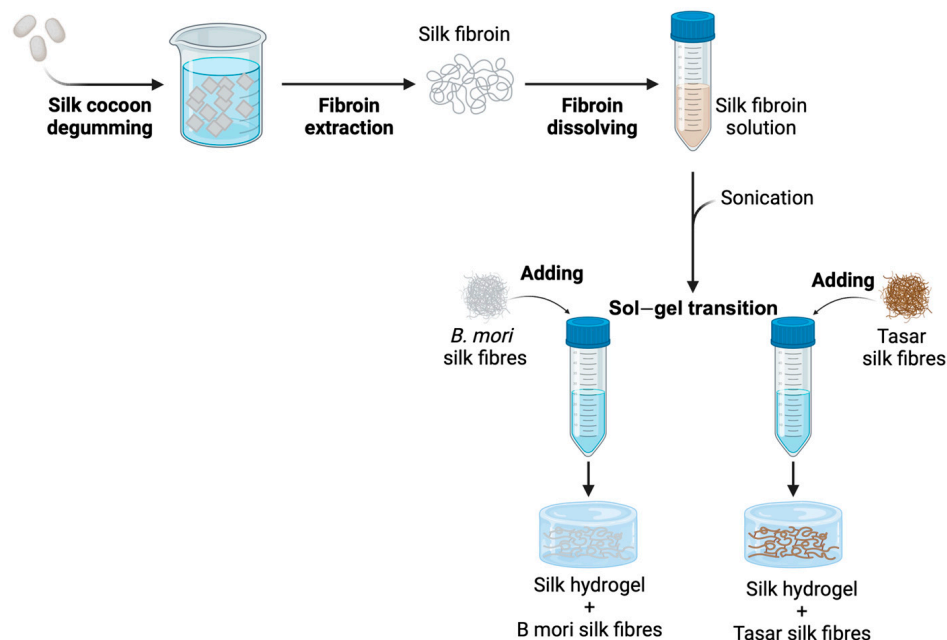 Silk cocoon
degumming
Fibroin
extraction
Silk fibroin
Fibroin
dissolving
Silk fibroin
solution
Sonication
Adding
B. mori
silk fibres
Sol–gel transition
Adding
Tasar
silk fibres
Silk hydrogel
+
B mori silk fibres
Silk hydrogel
+
Tasar silk fibres